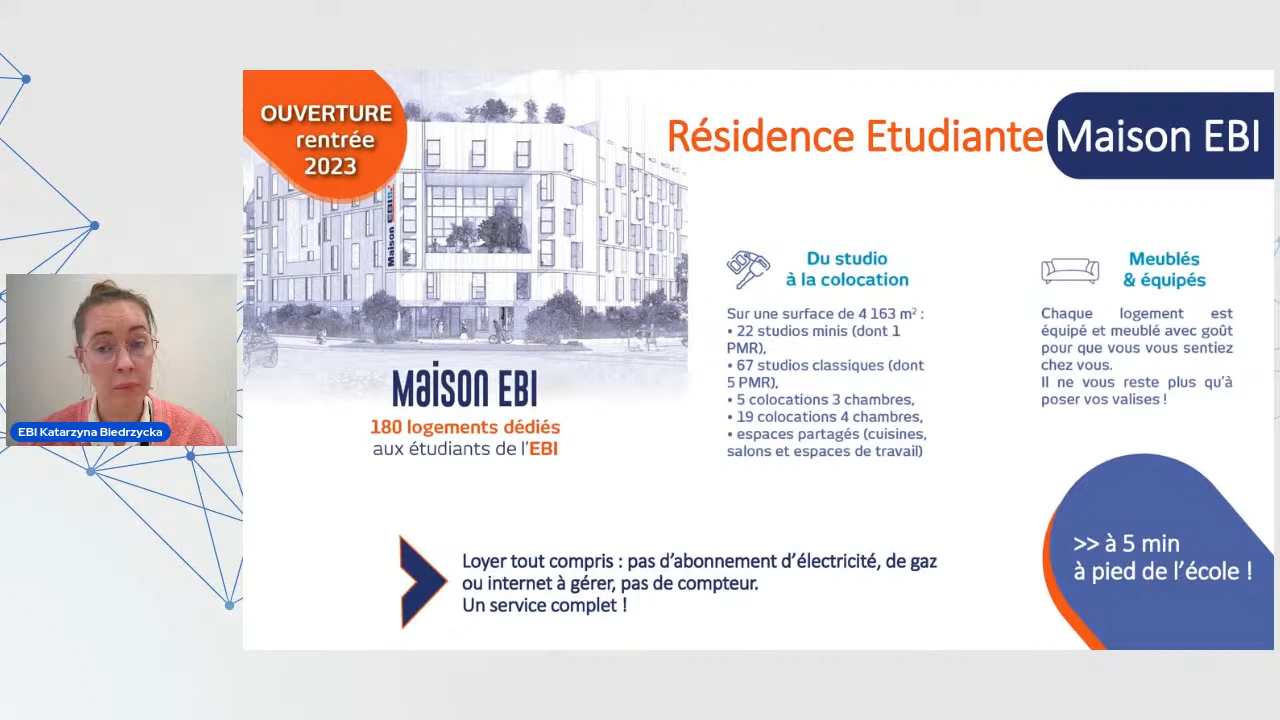 OUVERTURE
rentrée
2023
Résidence Etudiante Maison EBI
Maison EBI
Du studio
à la colocation
Sur une surface de 4 163 m² :
• 22 studios minis (dont 1
PMR),
• 67 studios classiques (dont
5 PMR),
• 5 colocations 3 chambres,
• 19 colocations 4 chambres,
• espaces partagés (cuisines,
salons et espaces de travail)
Meublés
& équipés
Chaque logement est
équipé et meublé avec goût
pour que vous vous sentiez
chez vous.
Il ne vous reste plus qu'à
poser vos valises !
Maison EBI
180 logements dédiés
aux étudiants de l'EBI
EBI Katarzyna Biedrzycka
Loyer tout compris : pas d'abonnement d'électricité, de gaz
ou internet à gérer, pas de compteur.
Un service complet !
>> à 5 min
à pied de l'école !